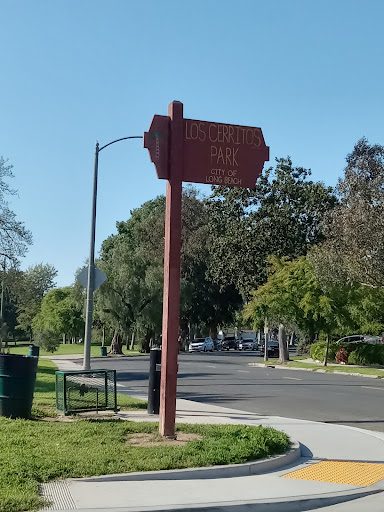 LOS CERRITOS
PARK
CITY OF
LONG BEACH